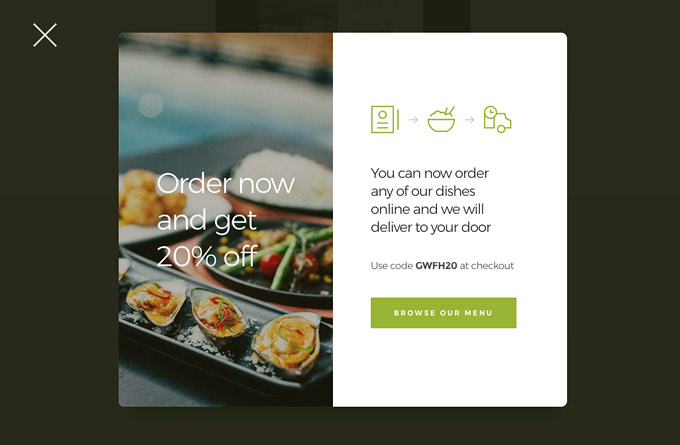 Order now
and get
20% off
You can now order
any of our dishes
online and we will
deliver to your door
Use code GWFH20 at checkout
BROWSE OUR MENU